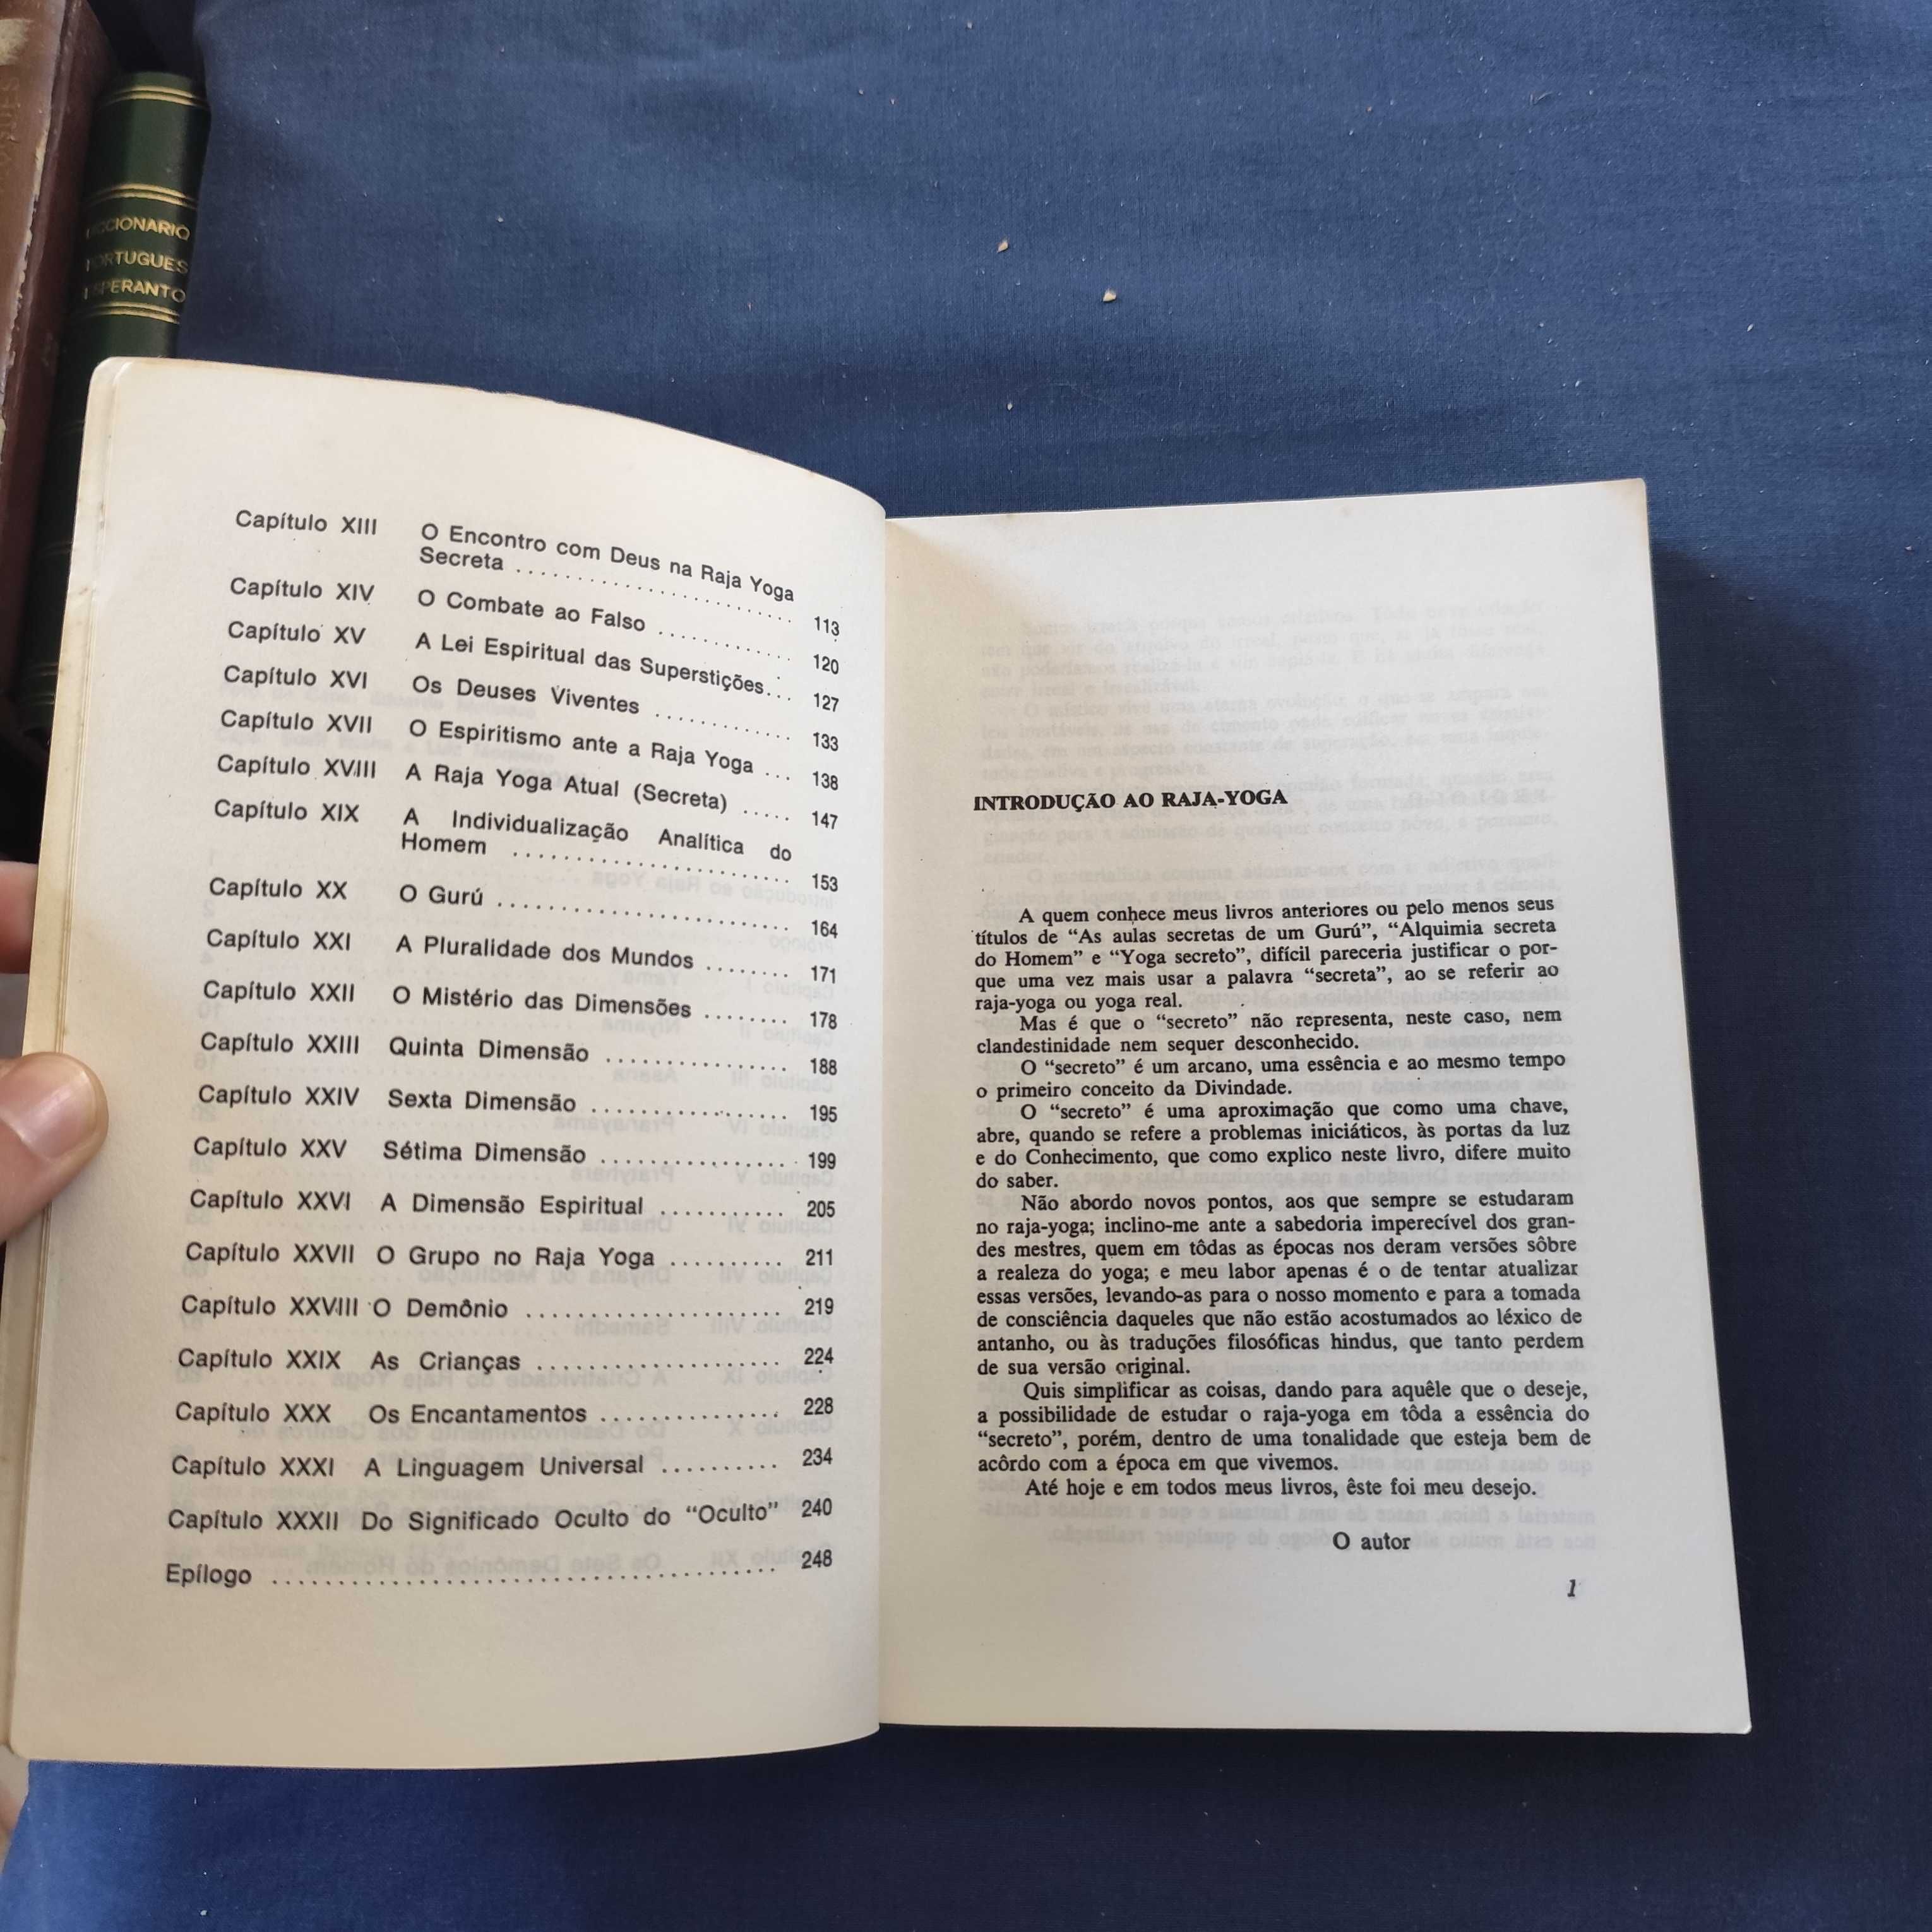 CCIONARIO
RTUGUES
PERANTO
Capítulo XIII O Encontro com Deus na Raja Yoga
Secreta ........................ 113
Capítulo XIV O Combate ao Falso ............ 120
Capítulo XV A Lei Espiritual das Superstições... 127
Capítulo XVI Os Deuses Viventes ............ 133
Capítulo XVII O Espiritismo ante a Raja Yoga ... 138
Capítulo XVIII A Raja Yoga Atual (Secreta) ..... 147
Capítulo XIX A Individualização Analítica do
Homem ........................ 153
Capítulo XX O Gurú ........................ 164
Capítulo XXI A Pluralidade dos Mundos ........ 171
Capítulo XXII O Mistério das Dimensões ........ 178
Capítulo XXIII Quinta Dimensão ................ 188
Capítulo XXIV Sexta Dimensão ................. 195
Capítulo XXV Sétima Dimensão ................ 199
Capítulo XXVI A Dimensão Espiritual ........... 205
Capítulo XXVII O Grupo no Raja Yoga .......... 211
Capítulo XXVIII O Demônio ...................... 219
Capítulo XXIX As Crianças ..................... 224
Capítulo XXX Os Encantamentos ............... 228
Capítulo XXXI A Linguagem Universal .......... 234
Capítulo XXXII Do Significado Oculto do “Oculto” 240
Epílogo .......................................... 248
INTRODUÇÃO AO RAJA-YOGA
A quem conhece meus livros anteriores ou pelo menos seus
títulos de “As aulas secretas de um Gurú”, “Alquimia secreta
do Homem” e “Yoga secreto”, difícil pareceria justificar o por-
que uma vez mais usar a palavra “secreta”, ao se referir ao
raja-yoga ou yoga real.
Mas é que o “secreto” não representa, neste caso, nem
clandestinidade nem sequer desconhecido.
O “secreto” é um arcano, uma essência e ao mesmo tempo
o primeiro conceito da Divindade.
O “secreto” é uma aproximação que como uma chave,
abre, quando se refere a problemas iniciáticos, às portas da luz
e do Conhecimento, que como explico neste livro, difere muito
do saber.
Não abordo novos pontos, aos que sempre se estudaram
no raja-yoga; inclino-me ante a sabedoria imperecível dos gran-
des mestres, quem em tôdas as épocas nos deram versões sôbre
a realeza do yoga; e meu labor apenas é o de tentar atualizar
essas versões, levando-as para o nosso momento e para a tomada
de consciência daqueles que não estão acostumados ao léxico de
antanho, ou às traduções filosóficas hindus, que tanto perdem
de sua versão original.
Quis simplificar as coisas, dando para aquêle que o deseje,
a possibilidade de estudar o raja-yoga em tôda a essência do
“secreto”, porém, dentro de uma tonalidade que esteja bem de
acôrdo com a época em que vivemos.
Até hoje e em todos meus livros, êste foi meu desejo.
O autor
1